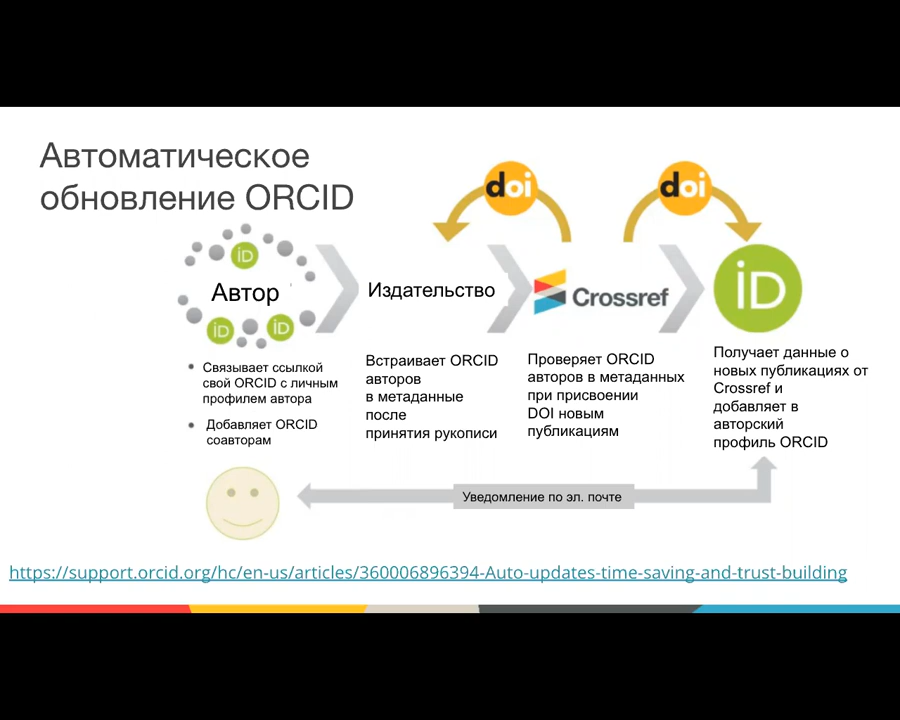 Автоматическое
обновление ORCID
doi
doi
iD
Автор
iD
iD
Издательство
Crossref
iD
Связывает ссылкой
свой ORCID с личным
профилем автора
Добавляет ORCID
соавторам
Встраивает ORCID
авторов
в метаданные
после
принятия рукописи
Проверяет ORCID
авторов в метаданных
при присвоении
DOI новым
публикациям
Получает данные о
новых публикациях от
Crossref и
добавляет в
авторский
профиль ORCID
Уведомление по эл. почте
https://support.orcid.org/hc/en-us/articles/360006896394-Auto-updates-time-saving-and-trust-building